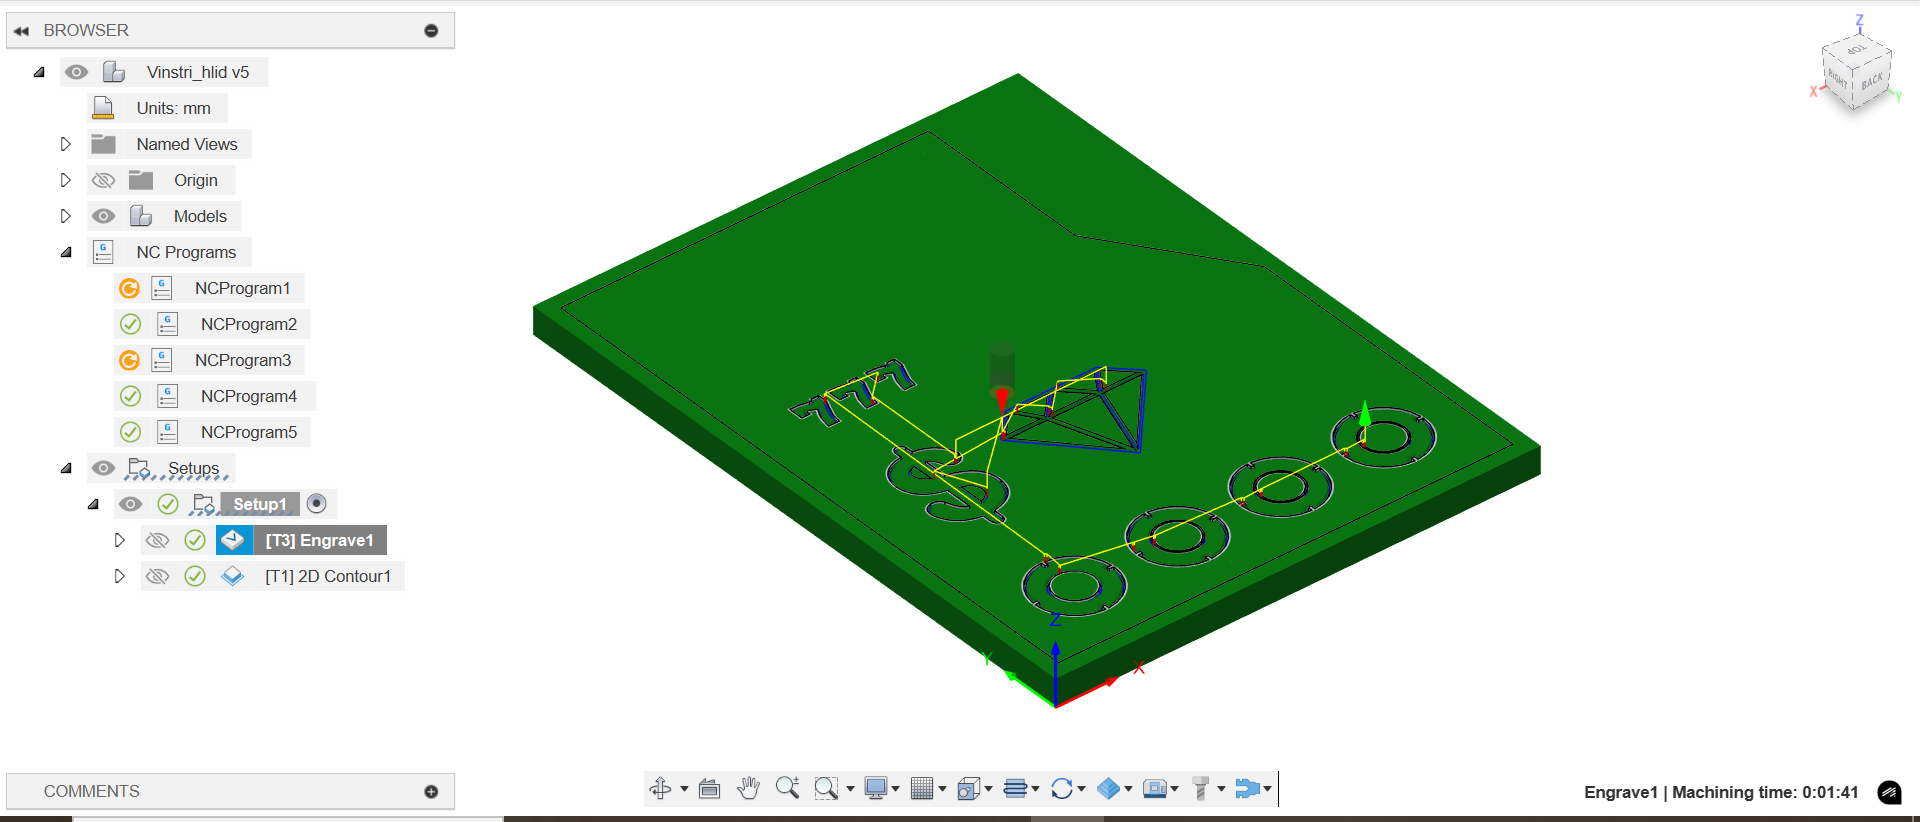 BROWSER
Vinstri_hlid v5
Units: mm
Named Views
Origin
Models
NC Programs
NCProgram1
NCProgram2
NCProgram3
NCProgram4
NCProgram5
Setups
Setup1
[T3] Engrave1
[T1] 2D Contour1
777
$
Z
Y
X
Z
TOP
RIGHT
BACK
X
Y
COMMENTS
Engrave1 | Machining time: 0:01:41